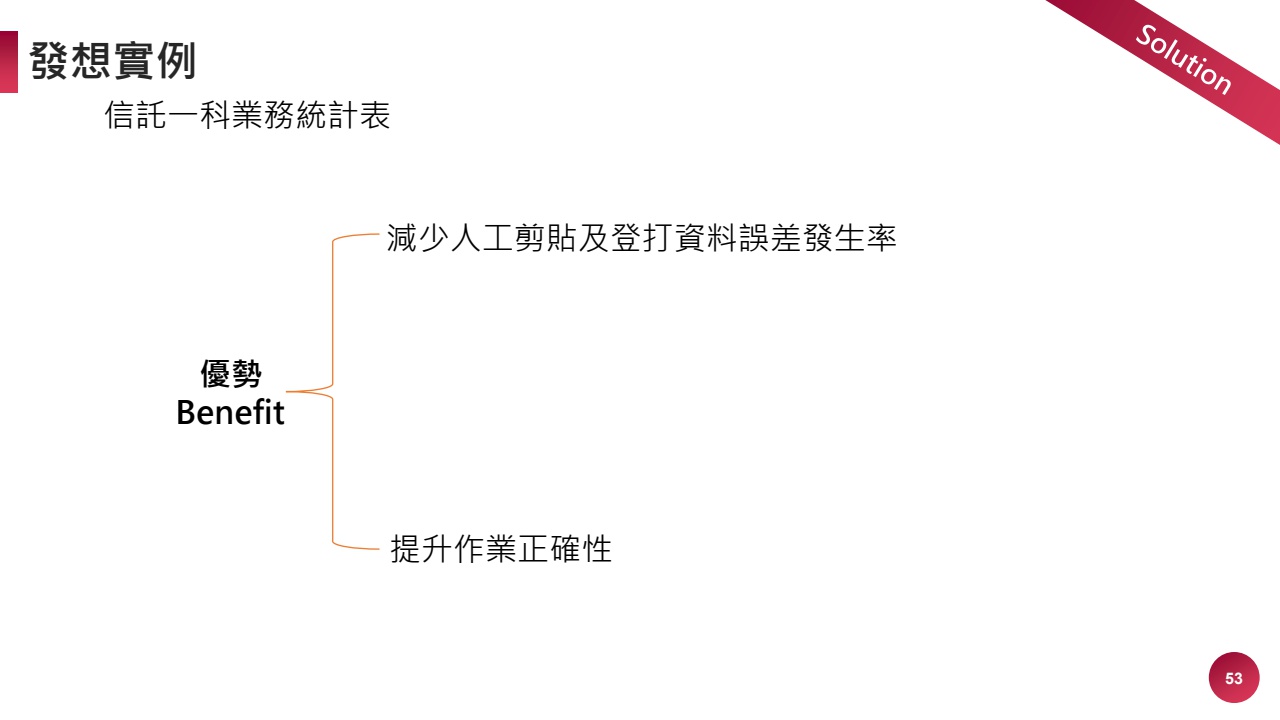 發想實例
Solution
信託一科業務統計表
減少人工剪貼及登打資料誤差發生率
優勢
Benefit
提升作業正確性
53